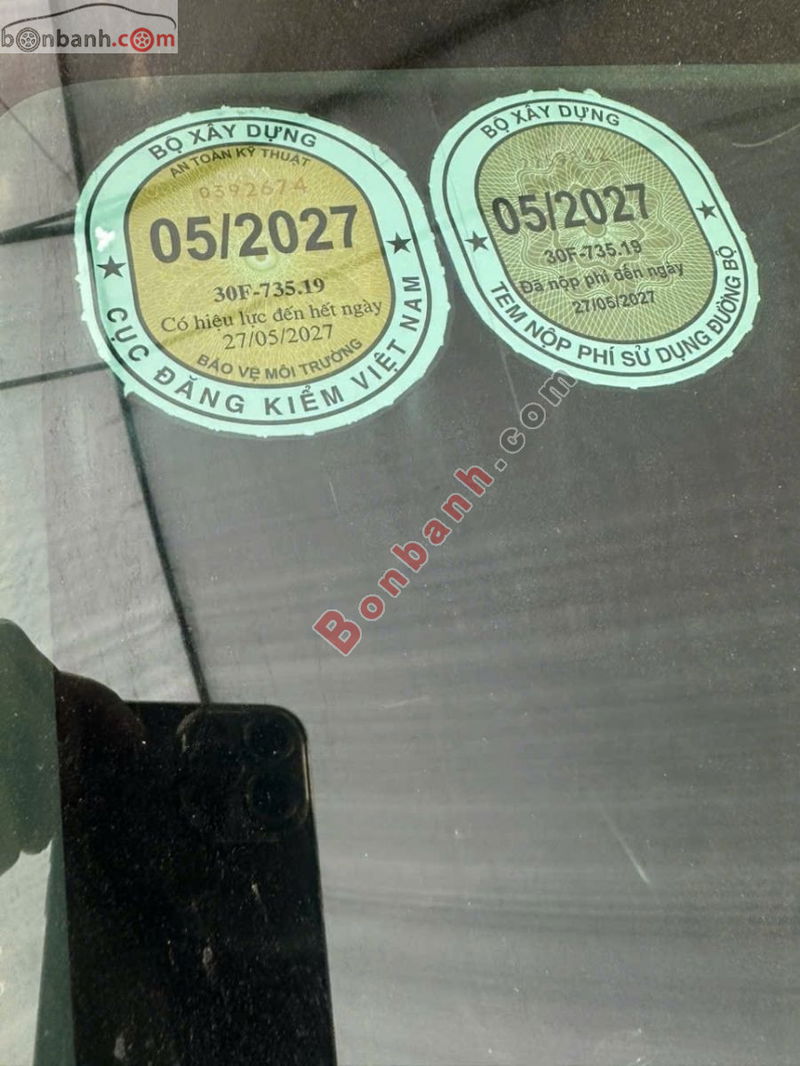 bonbanh.com
BỘ XÂY DỰNG
AN TOÀN KỸ THUẬT
0392674
05/2027
30F-735.19
Có hiệu lực đến hết ngày
27/05/2027
BẢO VỆ MÔI TRƯỜNG
★ CỤC ĐĂNG KIỂM VIỆT NAM ★
BỘ XÂY DỰNG
05/2027
30F-735.19
Đã nộp phí đến ngày
27/05/2027
★ TEM NỘP PHÍ SỬ DỤNG ĐƯỜNG BỘ ★
Bonbanh.com